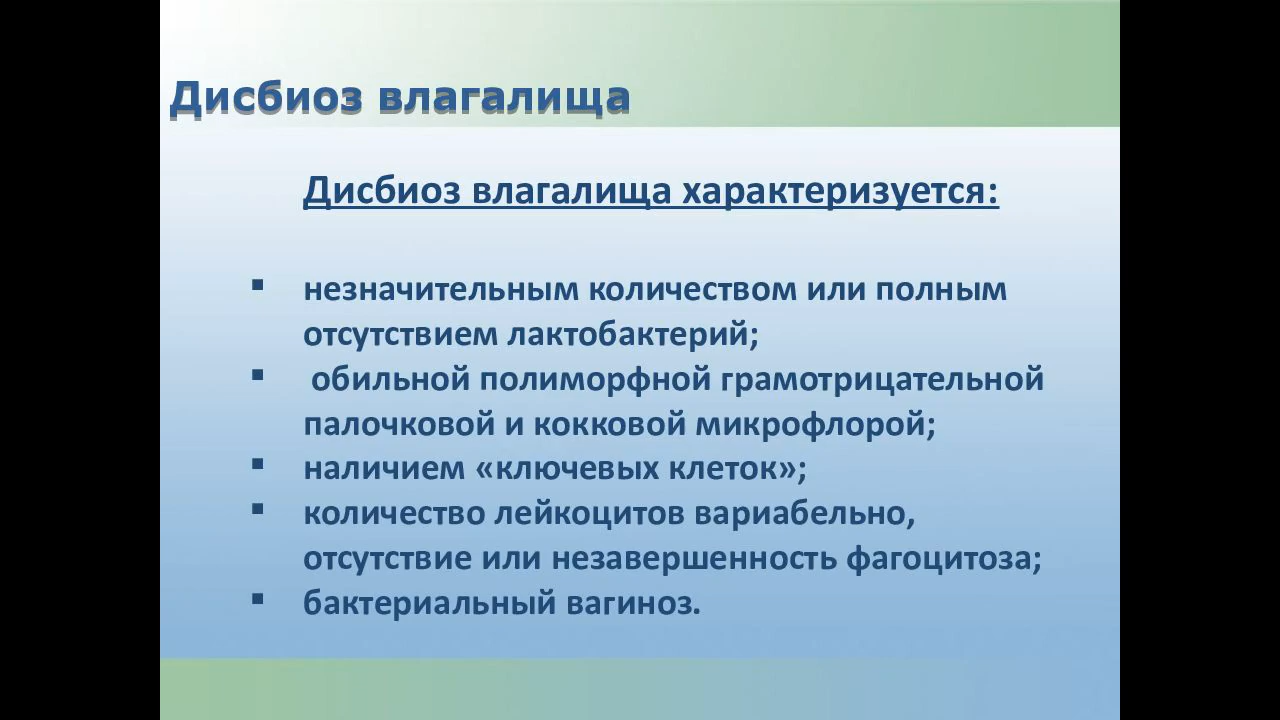 Дисбиоз влагалища
Дисбиоз влагалища характеризуется:
▪ незначительным количеством или полным
отсутствием лактобактерий;
▪ обильной полиморфной грамотрицательной
палочковой и кокковой микрофлорой;
▪ наличием «ключевых клеток»;
▪ количество лейкоцитов вариабельно,
отсутствие или незавершенность фагоцитоза;
▪ бактериальный вагиноз.